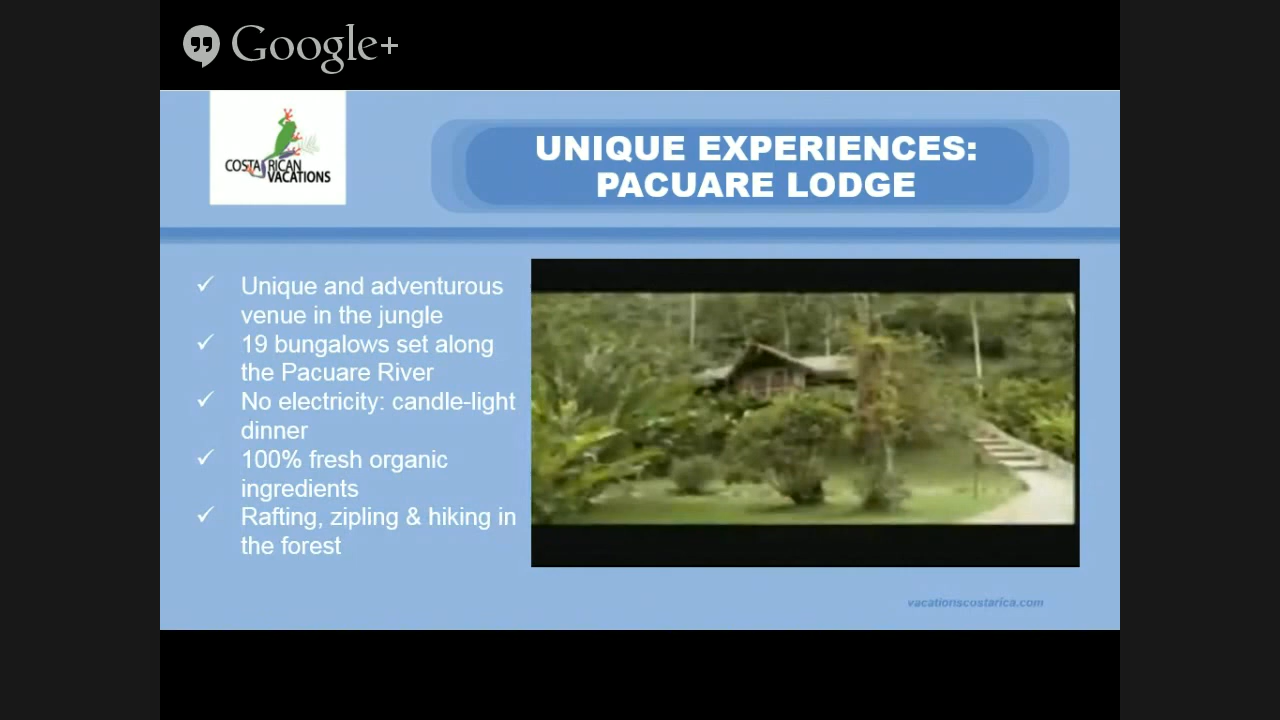 Google+
COSTA RICAN
VACATIONS
UNIQUE EXPERIENCES:
PACUARE LODGE
✓ Unique and adventurous
venue in the jungle
✓ 19 bungalows set along
the Pacuare River
✓ No electricity: candle-light
dinner
✓ 100% fresh organic
ingredients
✓ Rafting, zipling & hiking in
the forest
vacationscostarica.com